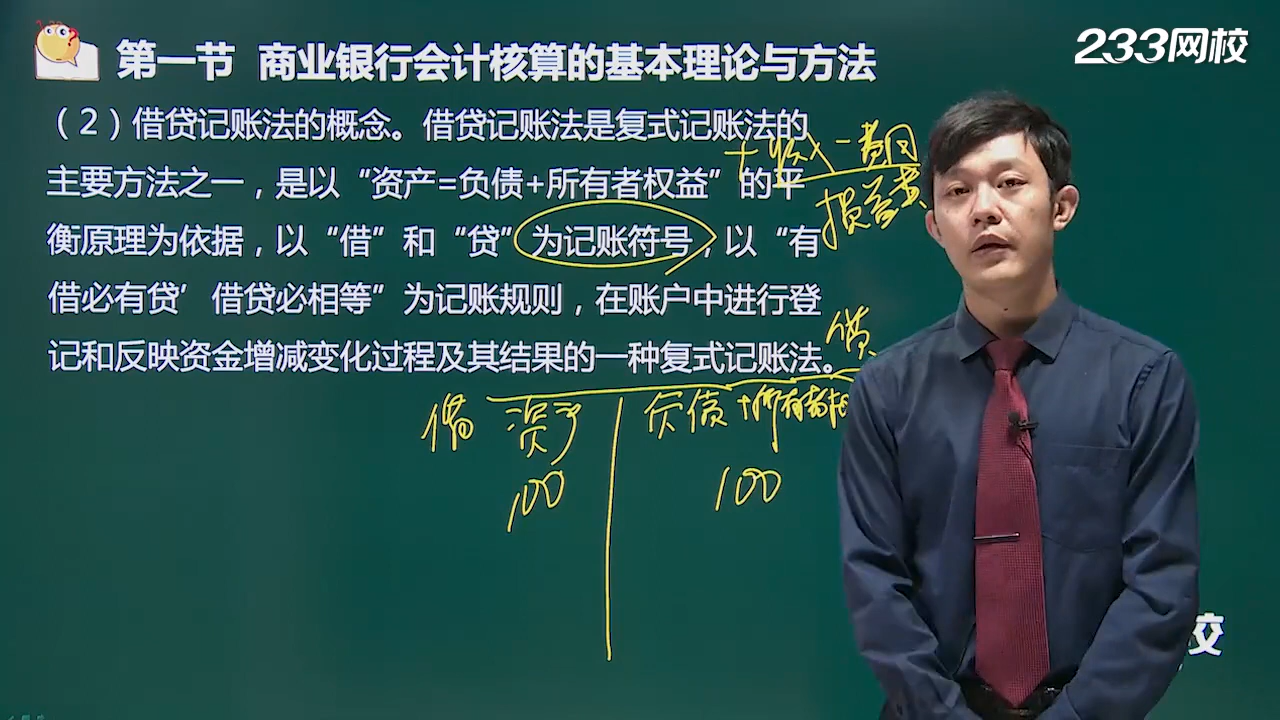 第一节 商业银行会计核算的基本理论与方法
233网校
（2）借贷记账法的概念。借贷记账法是复式记账法的
主要方法之一，是以“资产=负债+所有者权益”的平
衡原理为依据，以“借”和“贷”为记账符号，以“有
借必有贷’借贷必相等”为记账规则，在账户中进行登
记和反映资金增减变化过程及其结果的一种复式记账法。
损益表
借 资产 负债+所有者
100 100
校